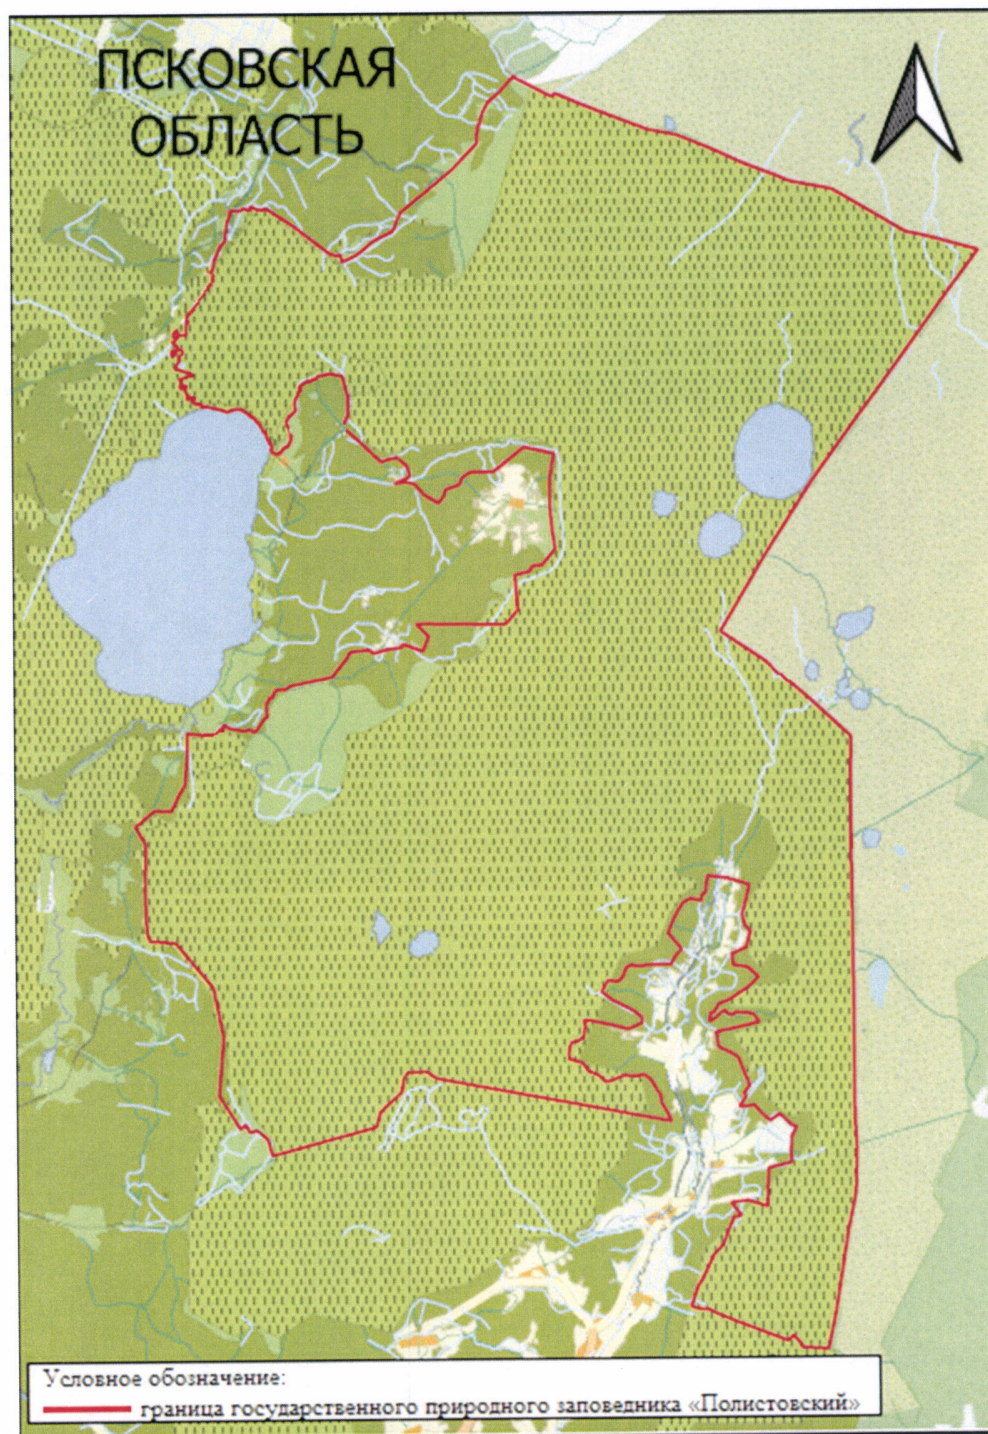 ПСКОВСКАЯ
ОБЛАСТЬ
Условное обозначение:
граница государственного природного заповедника «Полистовский»